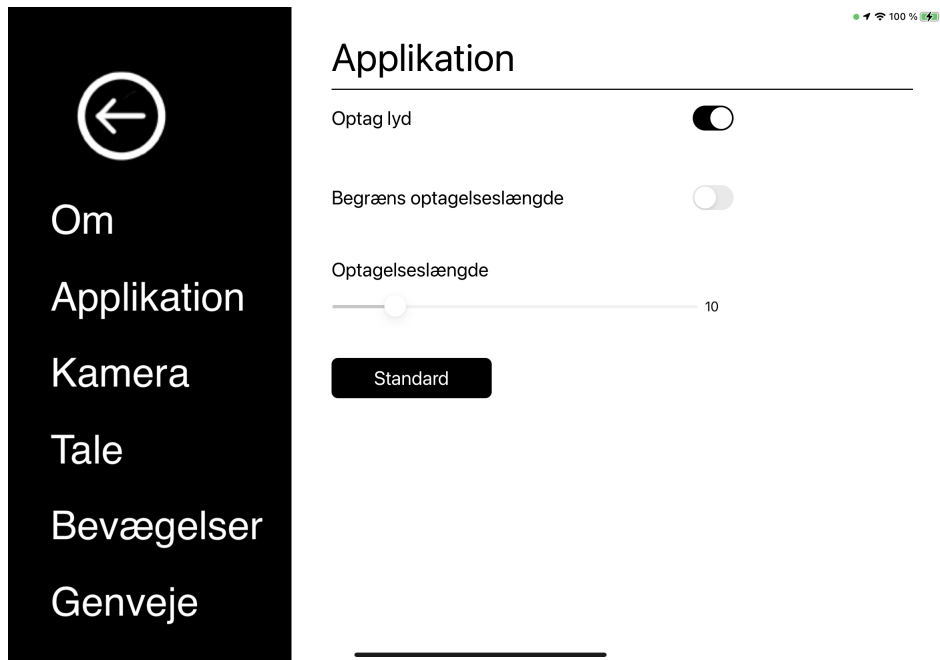 100 %
Om
Applikation
Kamera
Tale
Bevægelser
Genveje
Applikation
Optag lyd
Begræns optagelseslængde
Optagelseslængde
10
Standard